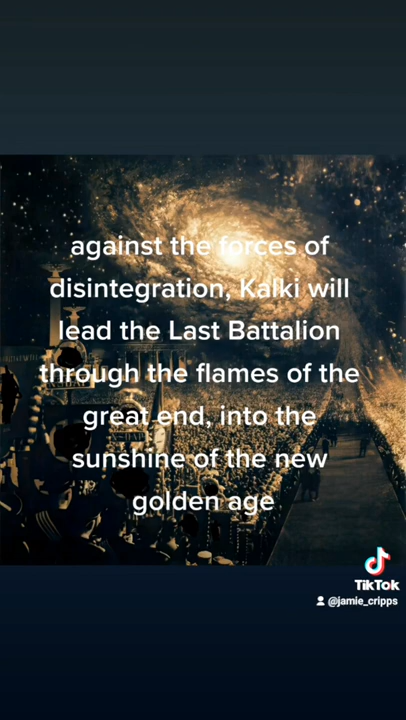 against the forces of
disintegration, Kalki will
lead the Last Battalion
through the flames of the
great end, into the
sunshine of the new
golden age
TikTok
@jamie_cripps